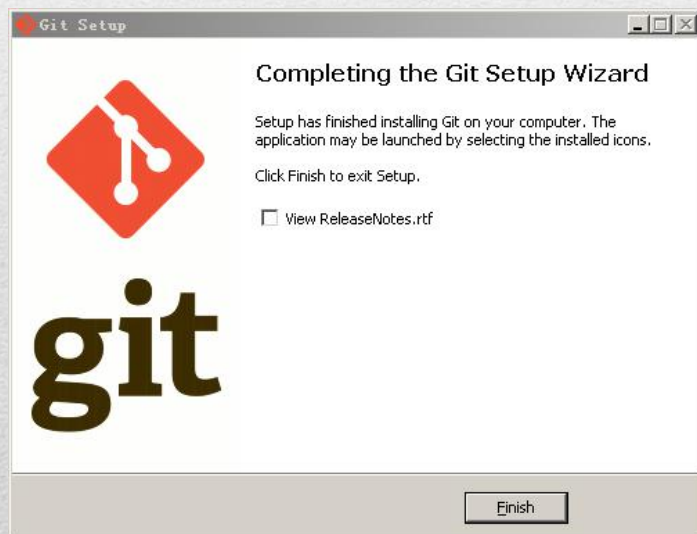 Git Setup
Completing the Git Setup Wizard
Setup has finished installing Git on your computer. The
application may be launched by selecting the installed icons.
Click Finish to exit Setup.
View ReleaseNotes.rtf
git
Finish